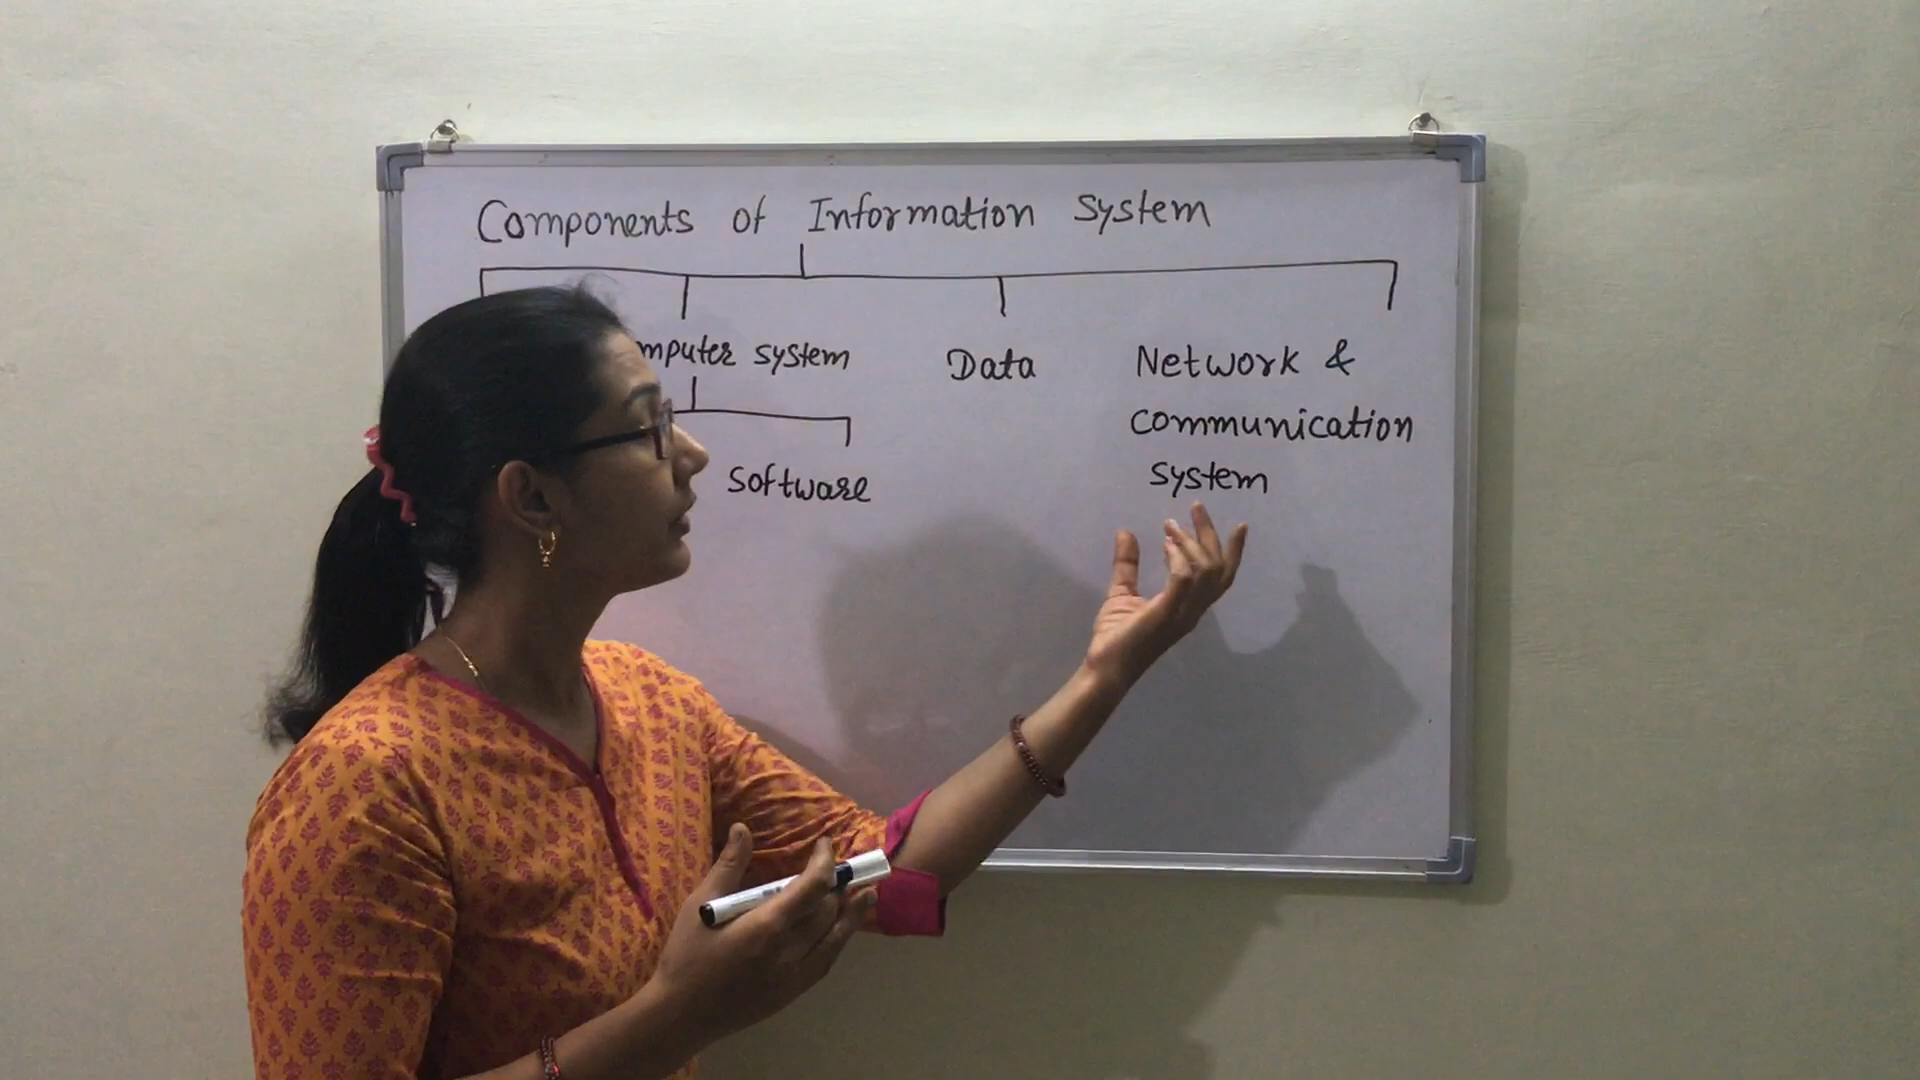 Components of Information System
mputer system Data Network &
communication
Software system